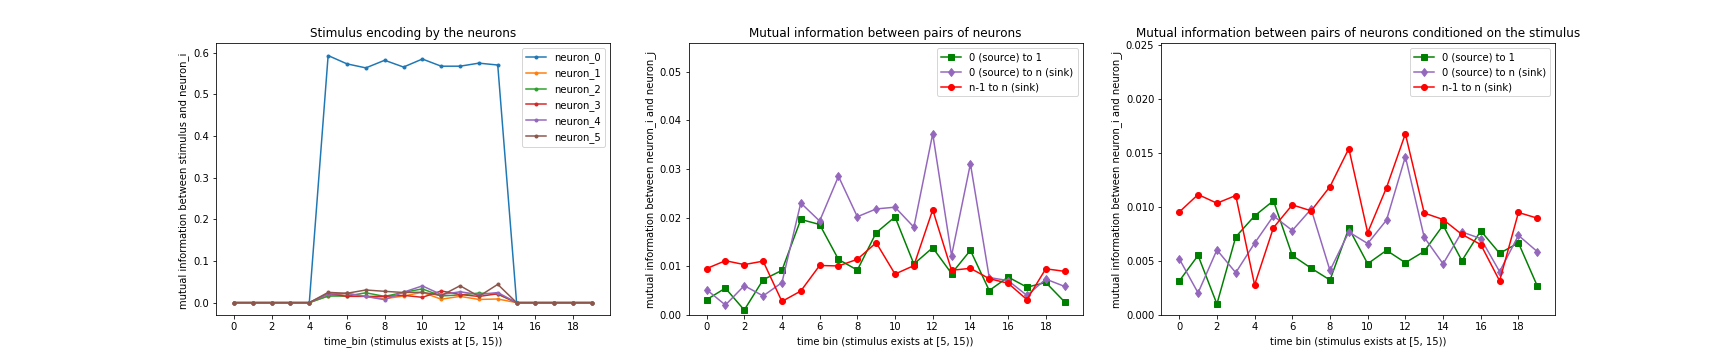 Stimulus encoding by the neurons
mutual information between stimulus and neuron_i
0.6
0.5
0.4
0.3
0.2
0.1
0.0
neuron_0
neuron_1
neuron_2
neuron_3
neuron_4
neuron_5
0 2 4 6 8 10 12 14 16 18
time_bin (stimulus exists at [5, 15))
Mutual information between pairs of neurons
mutual information between neuron_i and neuron_j
0.05
0.04
0.03
0.02
0.01
0.00
0 (source) to 1
0 (source) to n (sink)
n-1 to n (sink)
0 2 4 6 8 10 12 14 16 18
time bin (stimulus exists at [5, 15))
Mutual information between pairs of neurons conditioned on the stimulus
mutual information between neuron_i and neuron_j
0.025
0.020
0.015
0.010
0.005
0.000
0 (source) to 1
0 (source) to n (sink)
n-1 to n (sink)
0 2 4 6 8 10 12 14 16 18
time bin (stimulus exists at [5, 15))